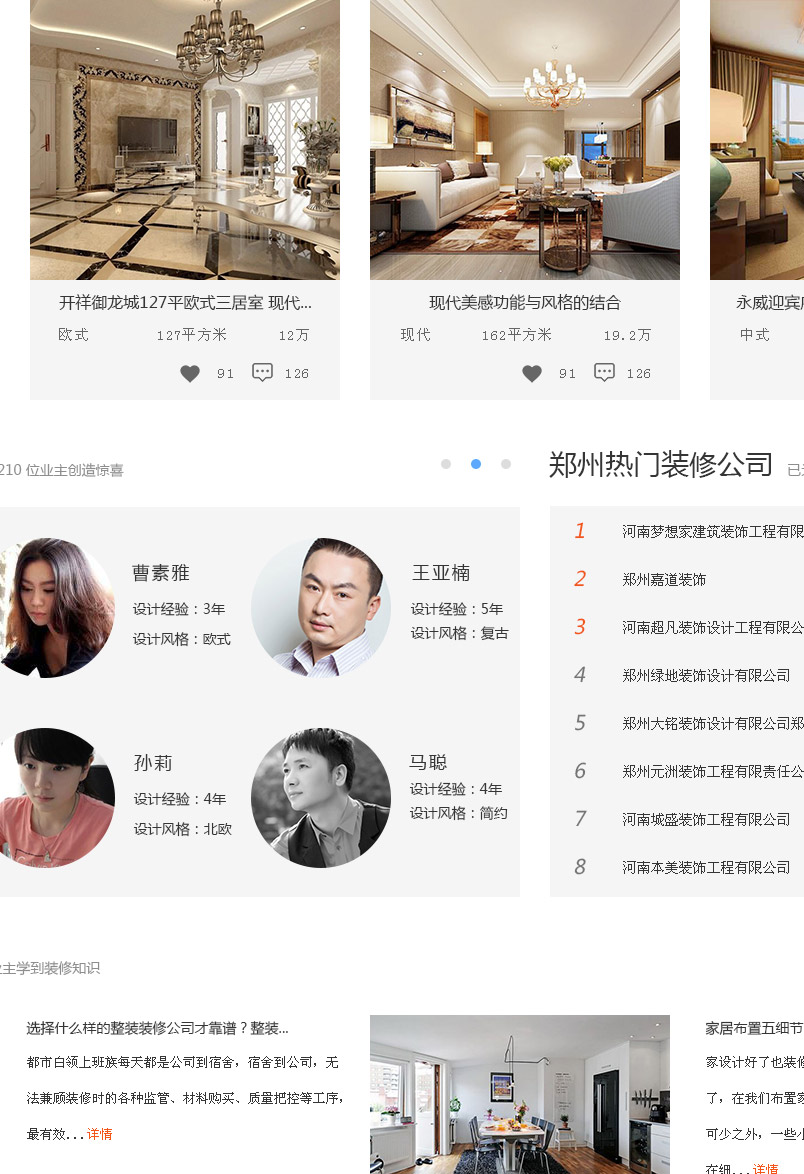 开祥御龙城127平欧式三居室 现代...
欧式 127平方米 12万
91 126
现代美感功能与风格的结合
现代 162平方米 19.2万
91 126
永威迎宾
中式
210 位业主创造惊喜
郑州热门装修公司 已
曹素雅
设计经验：3年
设计风格：欧式
王亚楠
设计经验：5年
设计风格：复古
孙莉
设计经验：4年
设计风格：北欧
马聪
设计经验：4年
设计风格：简约
1 河南梦想家建筑装饰工程有限
2 郑州嘉道装饰
3 河南超凡装饰设计工程有限公
4 郑州绿地装饰设计有限公司
5 郑州大铭装饰设计有限公司郑
6 郑州元洲装饰工程有限责任公
7 河南城盛装饰工程有限公司
8 河南本美装饰工程有限公司
主学到装修知识
选择什么样的整装装修公司才靠谱？整装...
都市白领上班族每天都是公司到宿舍，宿舍到公司，无
法兼顾装修时的各种监管、材料购买、质量把控等工序，
最有效...详情
家居布置五细节
家设计好了也装修
了，在我们布置家
可少之外，一些小
在细...详情